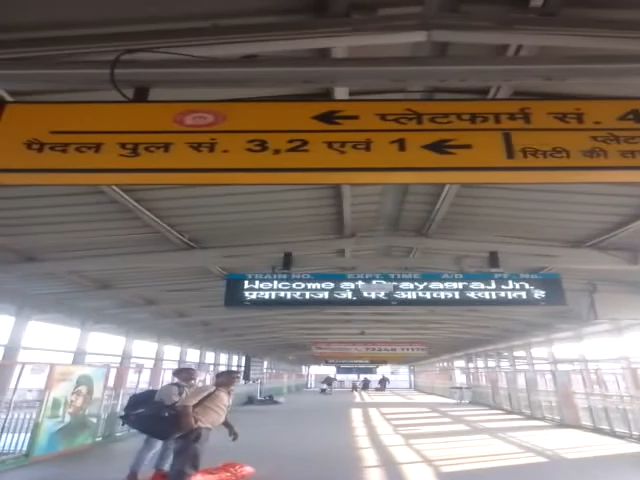 ← प्लेटफार्म सं. 4
पैदल पुल सं. 3,2 एवं 1 ←
सिटी की
TRAIN NO. EXPT. TIME A/D PF. No.
Welcome at Prayagraj Jn.
प्रयागराज जं. पर आपका स्वागत है